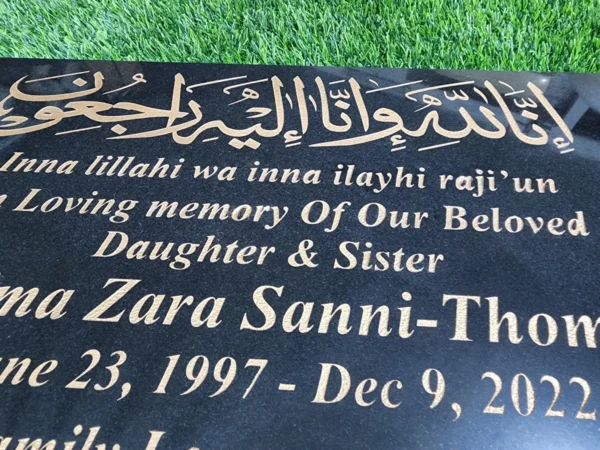 إنا لله وإنا إليه راجعون
Inna lillahi wa inna ilayhi raji'un
Loving memory Of Our Beloved
Daughter & Sister
Zara Sanni-Thom
23, 1997 - Dec 9, 2022